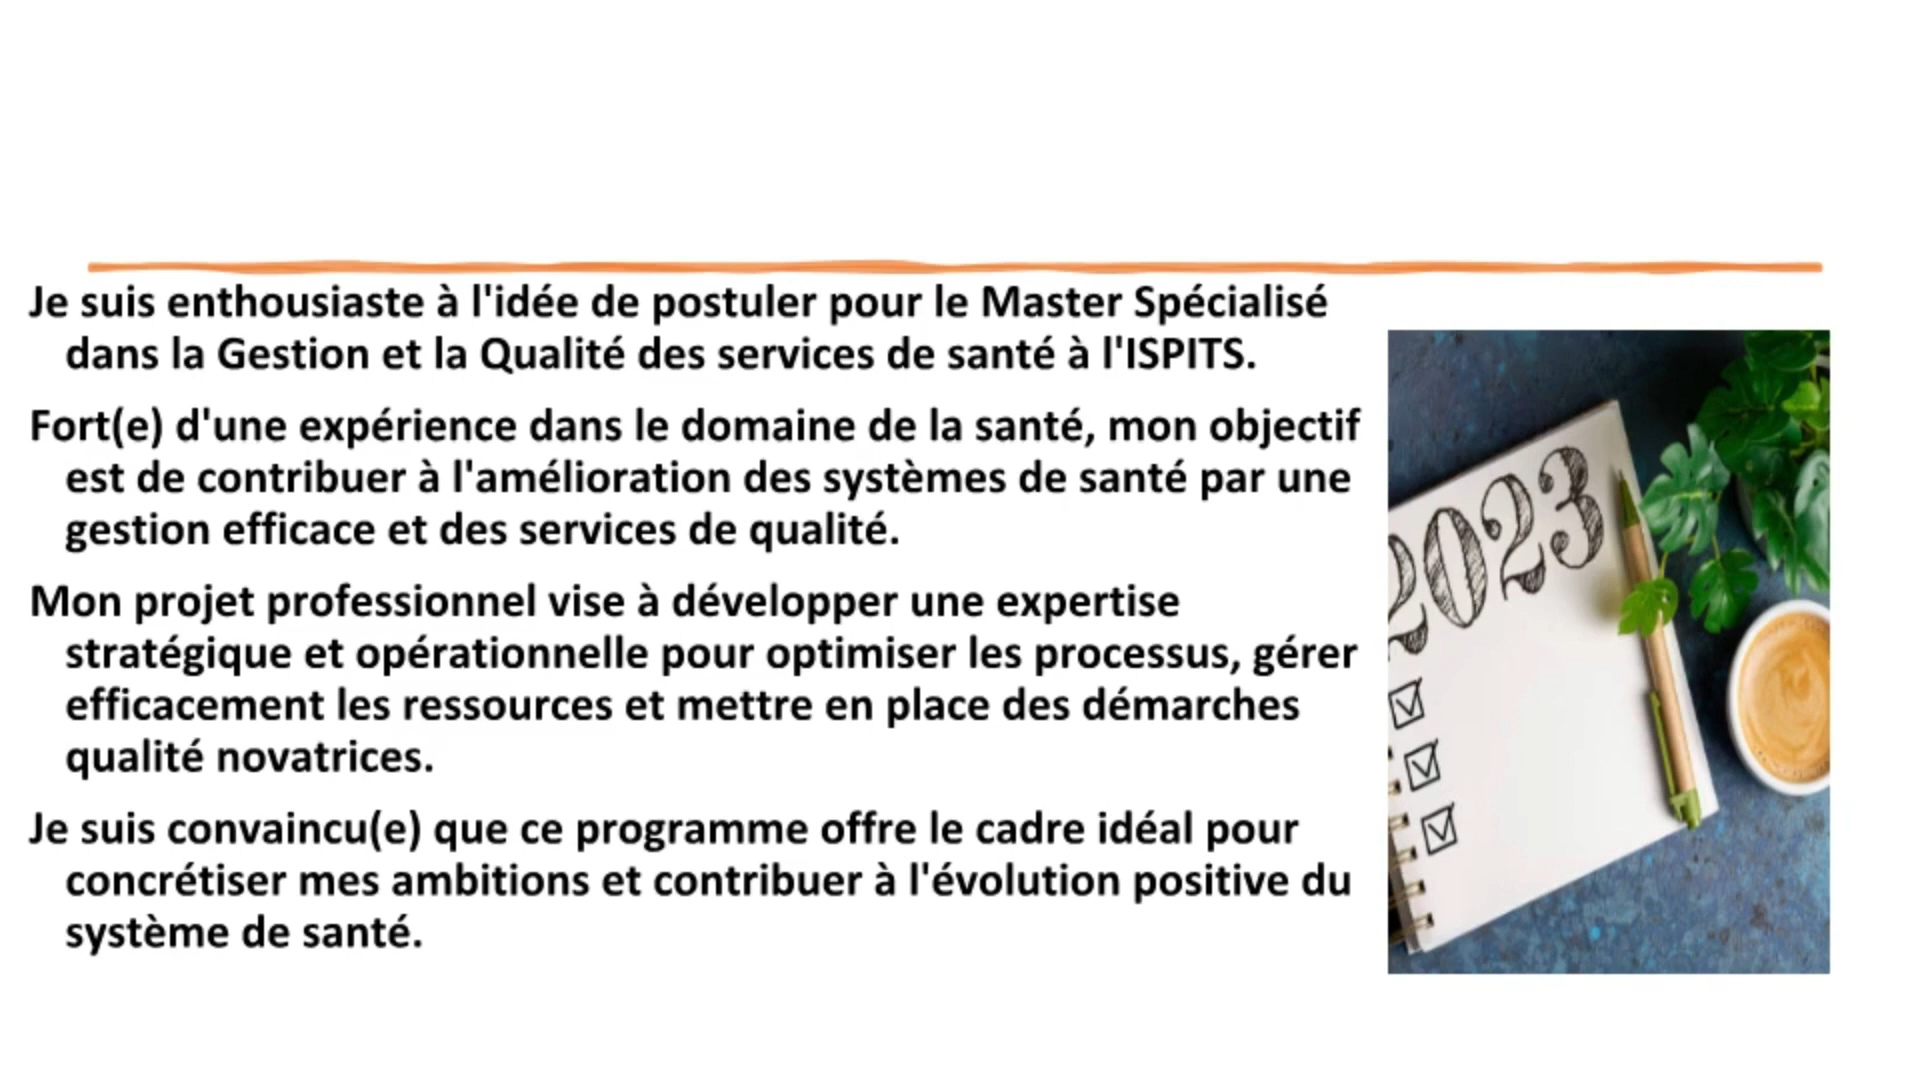 Je suis enthousiaste à l'idée de postuler pour le Master Spécialisé
dans la Gestion et la Qualité des services de santé à l'ISPITS.
Fort(e) d'une expérience dans le domaine de la santé, mon objectif
est de contribuer à l'amélioration des systèmes de santé par une
gestion efficace et des services de qualité.
Mon projet professionnel vise à développer une expertise
stratégique et opérationnelle pour optimiser les processus, gérer
efficacement les ressources et mettre en place des démarches
qualité novatrices.
Je suis convaincu(e) que ce programme offre le cadre idéal pour
concrétiser mes ambitions et contribuer à l'évolution positive du
système de santé.
2023